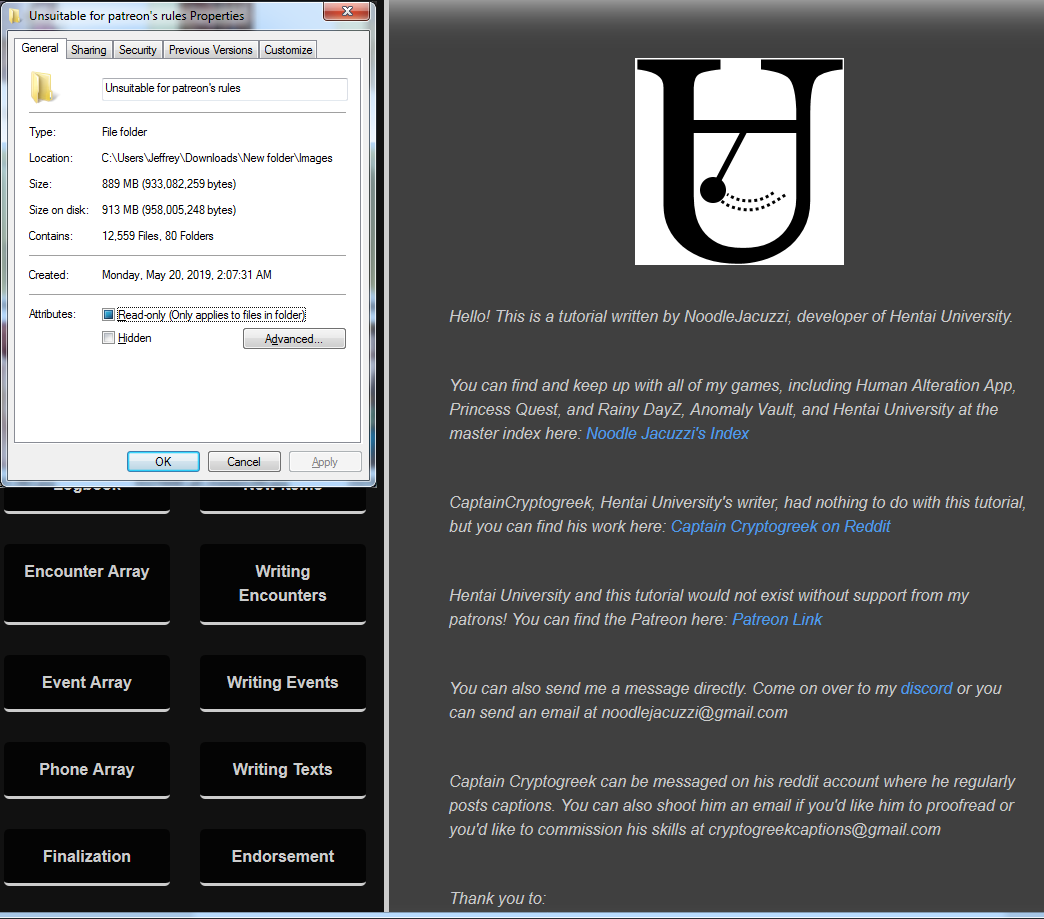 Unsuitable for patreon's rules Properties
General
Sharing
Security
Previous Versions
Customize
Unsuitable for patreon's rules
Type: File folder
Location: C:\Users\Jeffrey\Downloads\New folder\Images
Size: 889 MB (933,082,259 bytes)
Size on disk: 913 MB (958,005,248 bytes)
Contains: 12,559 Files, 80 Folders
Created: Monday, May 20, 2019, 2:07:31 AM
Attributes: Read-only (Only applies to files in folder)
Hidden
Advanced...
OK
Cancel
Apply
Logbook
New Items
Encounter Array
Writing
Encounters
Event Array
Writing Events
Phone Array
Writing Texts
Finalization
Endorsement
Hello! This is a tutorial written by NoodleJacuzzi, developer of Hentai University.
You can find and keep up with all of my games, including Human Alteration App,
Princess Quest, and Rainy DayZ, Anomaly Vault, and Hentai University at the
master index here: Noodle Jacuzzi's Index
CaptainCryptogreek, Hentai University's writer, had nothing to do with this tutorial,
but you can find his work here: Captain Cryptogreek on Reddit
Hentai University and this tutorial would not exist without support from my
patrons! You can find the Patreon here: Patreon Link
You can also send me a message directly. Come on over to my discord or you
can send an email at noodlejacuzzi@gmail.com
Captain Cryptogreek can be messaged on his reddit account where he regularly
posts captions. You can also shoot him an email if you'd like him to proofread or
you'd like to commission his skills at cryptogreekcaptions@gmail.com
Thank you to: